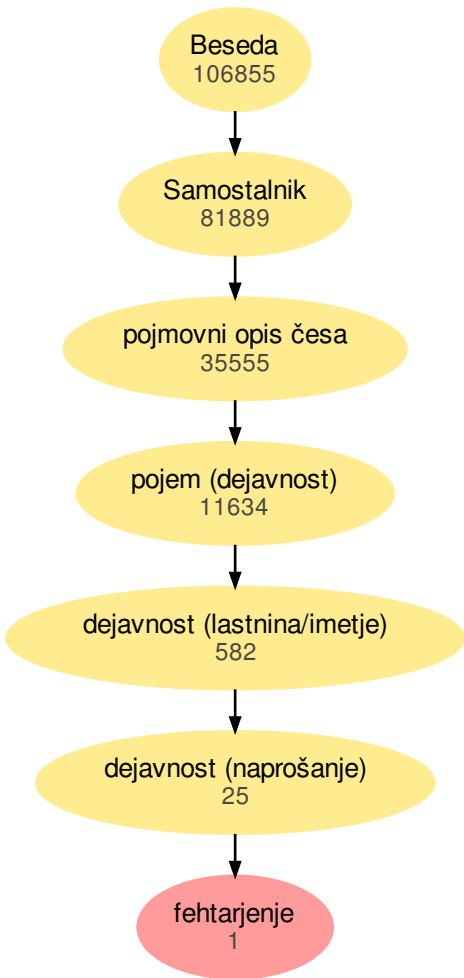 Beseda
106855
Samostalnik
81889
pojmovni opis česa
35555
pojem (dejavnost)
11634
dejavnost (lastnina/imetje)
582
dejavnost (naprošanje)
25
fehtarjenje
1